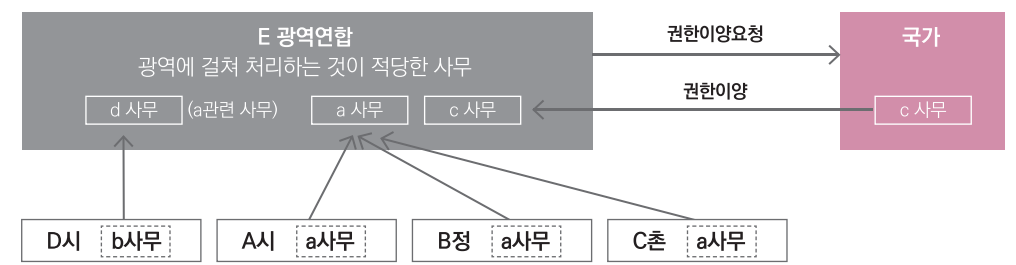 E 광역연합
광역에 걸쳐 처리하는 것이 적당한 사무
d 사무 (a관련 사무) a 사무 c 사무
권한이양요청
권한이양
국가
c 사무
D시 b사무
A시 a사무
B정 a사무
C촌 a사무